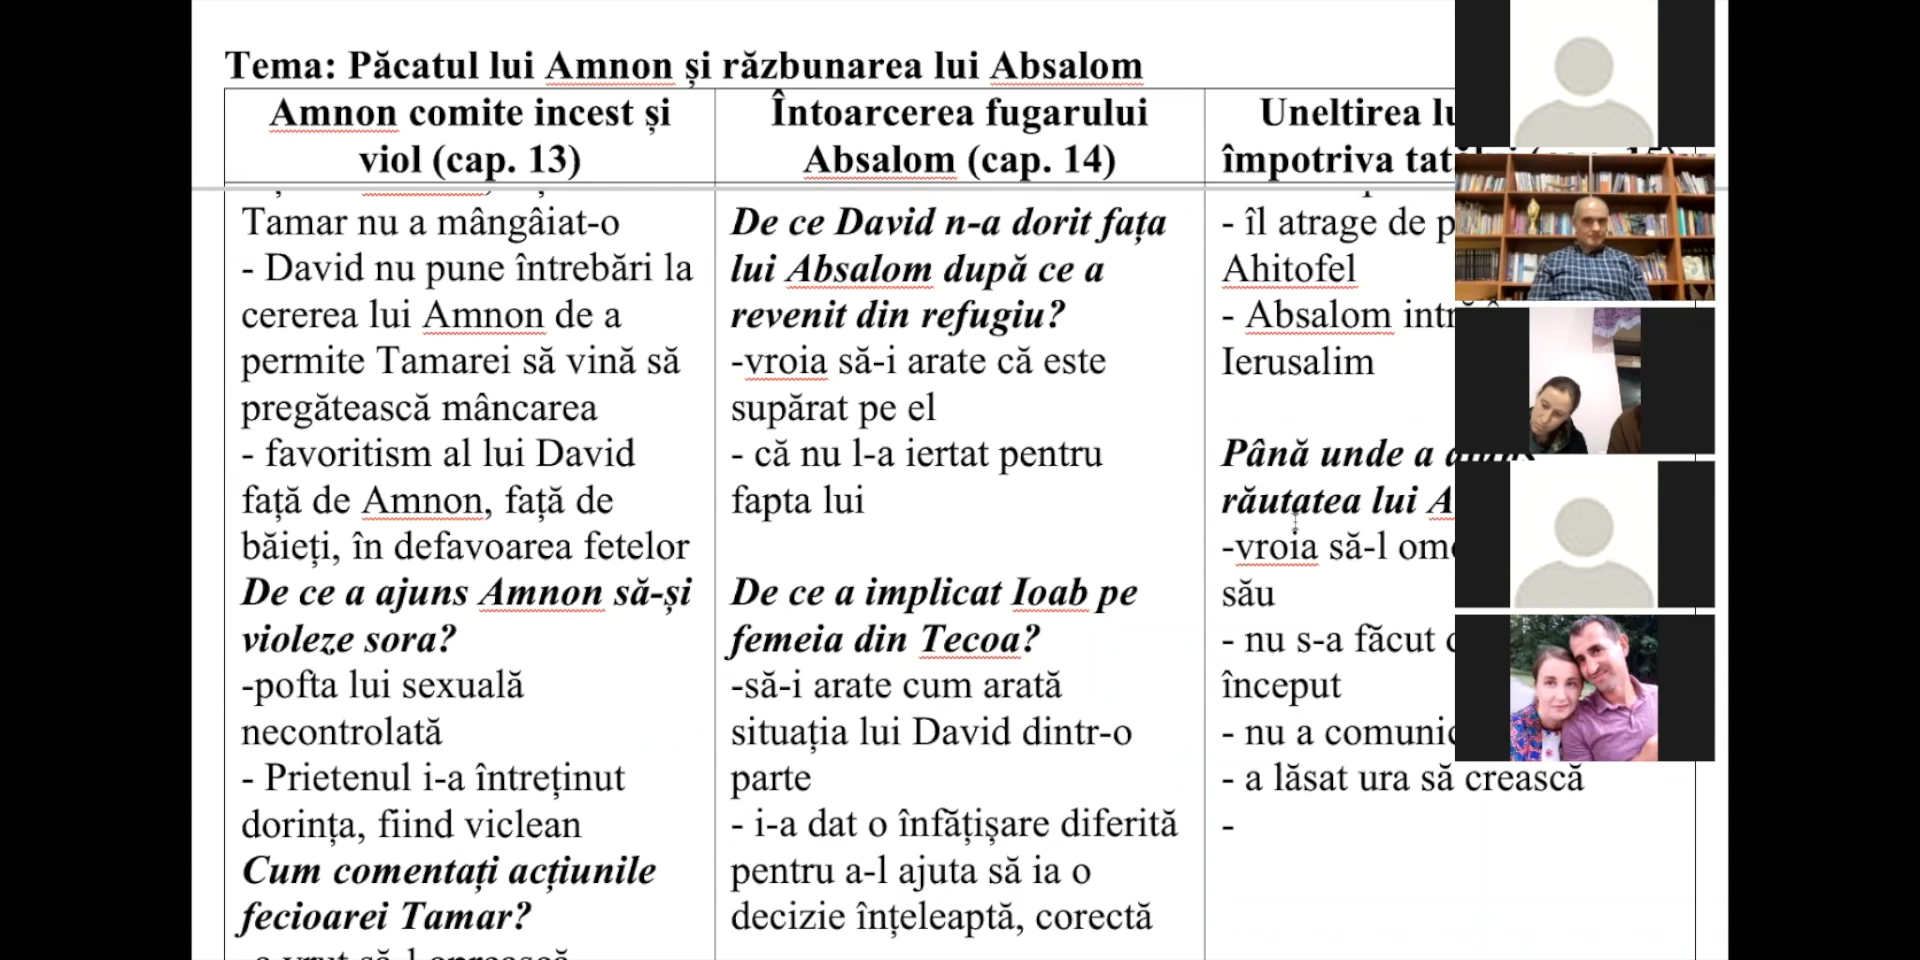 Tema: Păcatul lui Amnon și răzbunarea lui Absalom
Amnon comite incest și
viol (cap. 13)
Tamar nu a mângâiat-o
- David nu pune întrebări la
cererea lui Amnon de a
permite Tamarei să vină să
pregătească mâncarea
- favoritism al lui David
față de Amnon, față de
băieți, în defavoarea fetelor
De ce a ajuns Amnon să-și
violeze sora?
-pofta lui sexuală
necontrolată
- Prietenul i-a întreținut
dorința, fiind viclean
Cum comentați acțiunile
fecioarei Tamar?
Întoarcerea fugarului
Absalom (cap. 14)
De ce David n-a dorit fața
lui Absalom după ce a
revenit din refugiu?
-vroia să-i arate că este
supărat pe el
- că nu l-a iertat pentru
fapta lui
De ce a implicat Ioab pe
femeia din Tecoa?
-să-i arate cum arată
situația lui David dintr-o
parte
- i-a dat o înfățișare diferită
pentru a-l ajuta să ia o
decizie înțeleaptă, corectă
Uneltirea
împotriva
- îl atrage de
Ahitofel
- Absalom
Ierusalim
Până unde a
răutatea lui
-vroia să-l
său
- nu s-a făcut
început
- nu a
- a lăsat ura să crească
-